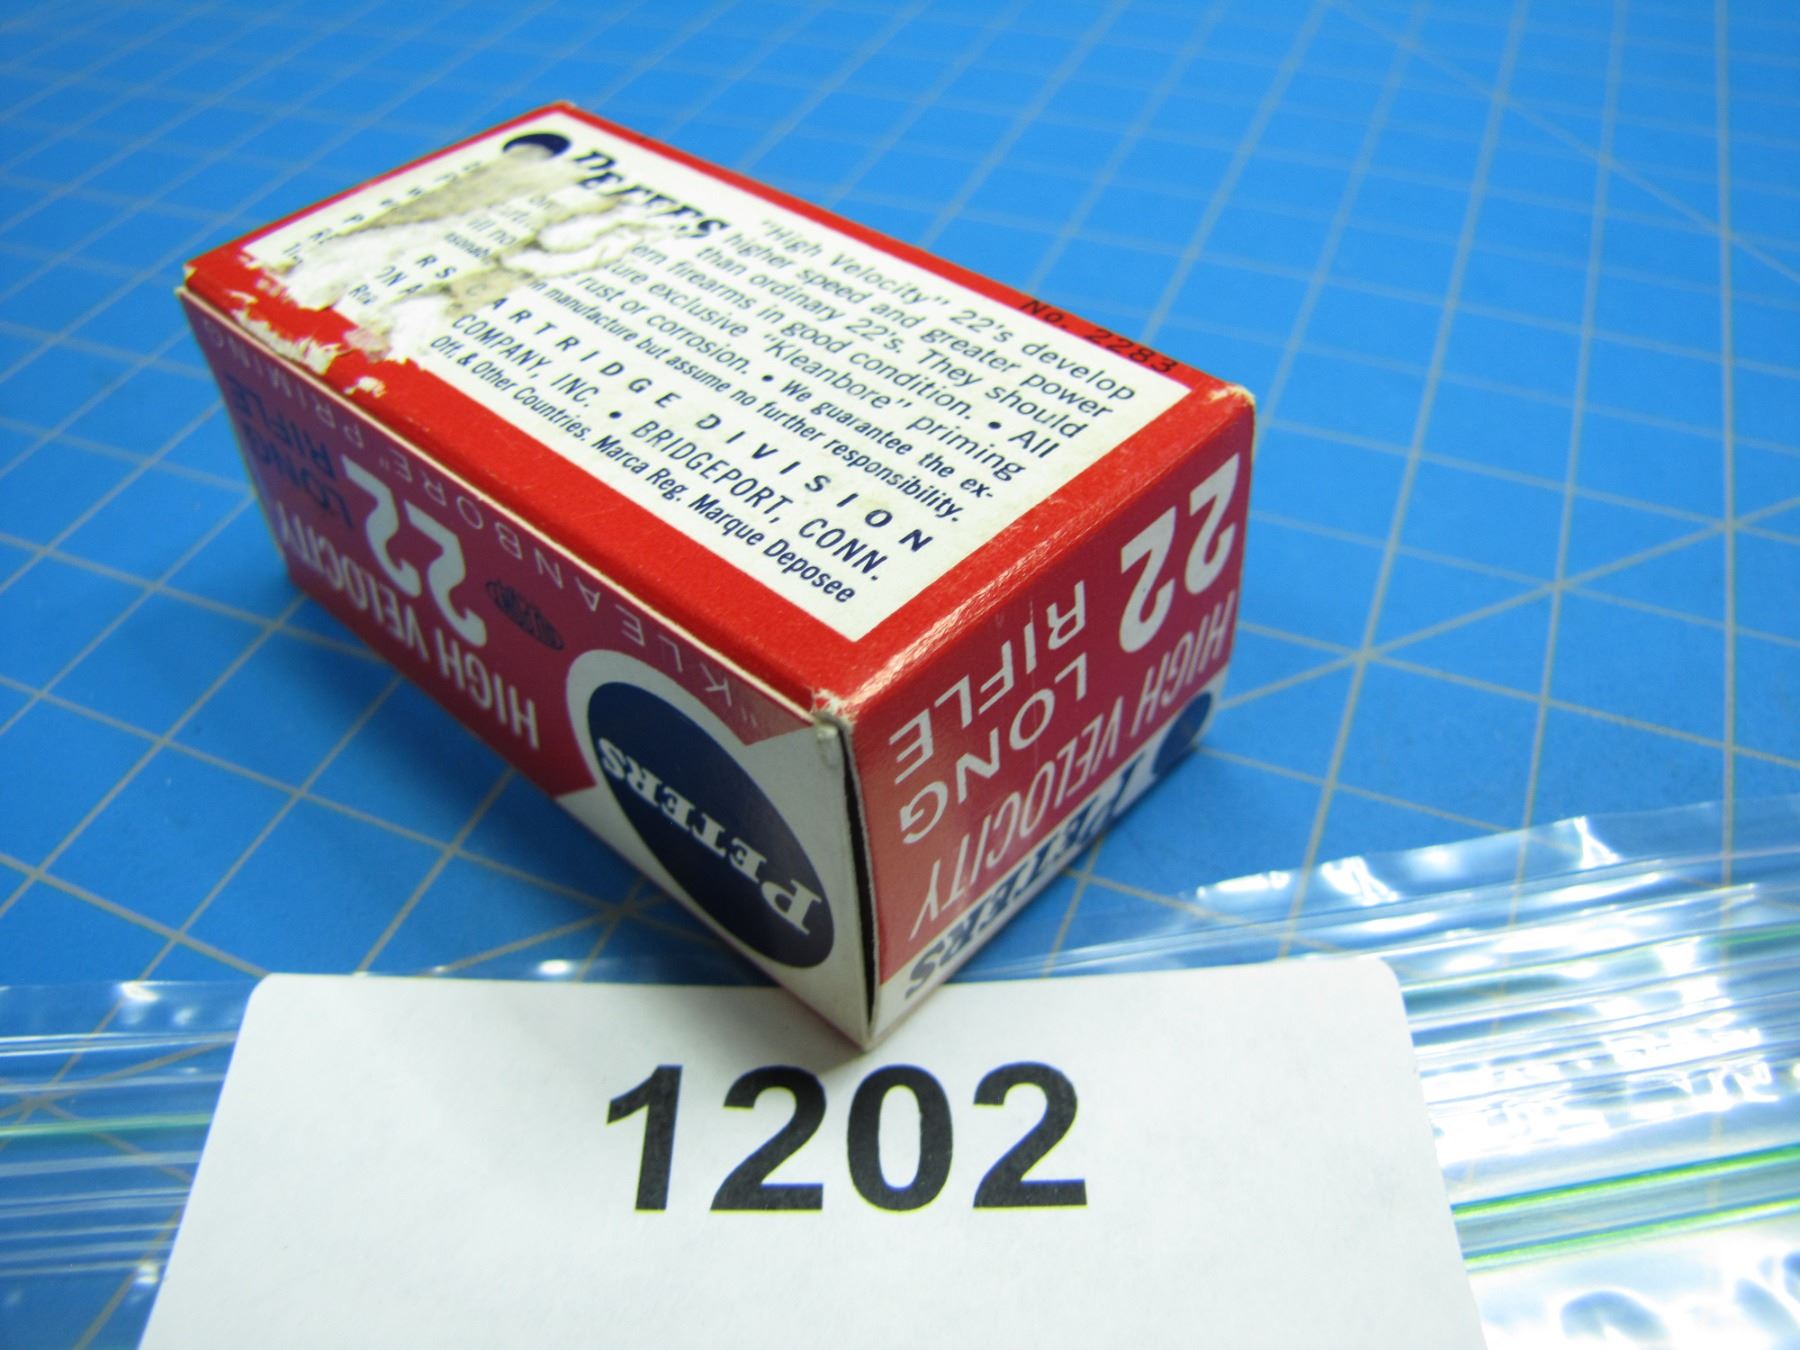 PETERS
"High Velocity" 22's develop
higher speed and greater power
than ordinary 22's. They should
firearms in good condition. • All
exclusive "Kleanbore" priming
rust or corrosion. • We guarantee the ex-
manufacture but assume no further responsibility.
CARTRIDGE DIVISION
COMPANY, INC. • BRIDGEPORT, CONN.
Off. & Other Countries. Marca Reg. Marque Deposee
No. 2283
"KLEANBORE" PRIMING
22
LONG
RIFLE
HIGH VELOCITY
DU PONT
PETERS
22
LONG
RIFLE
HIGH VELOCITY
PETERS
1202